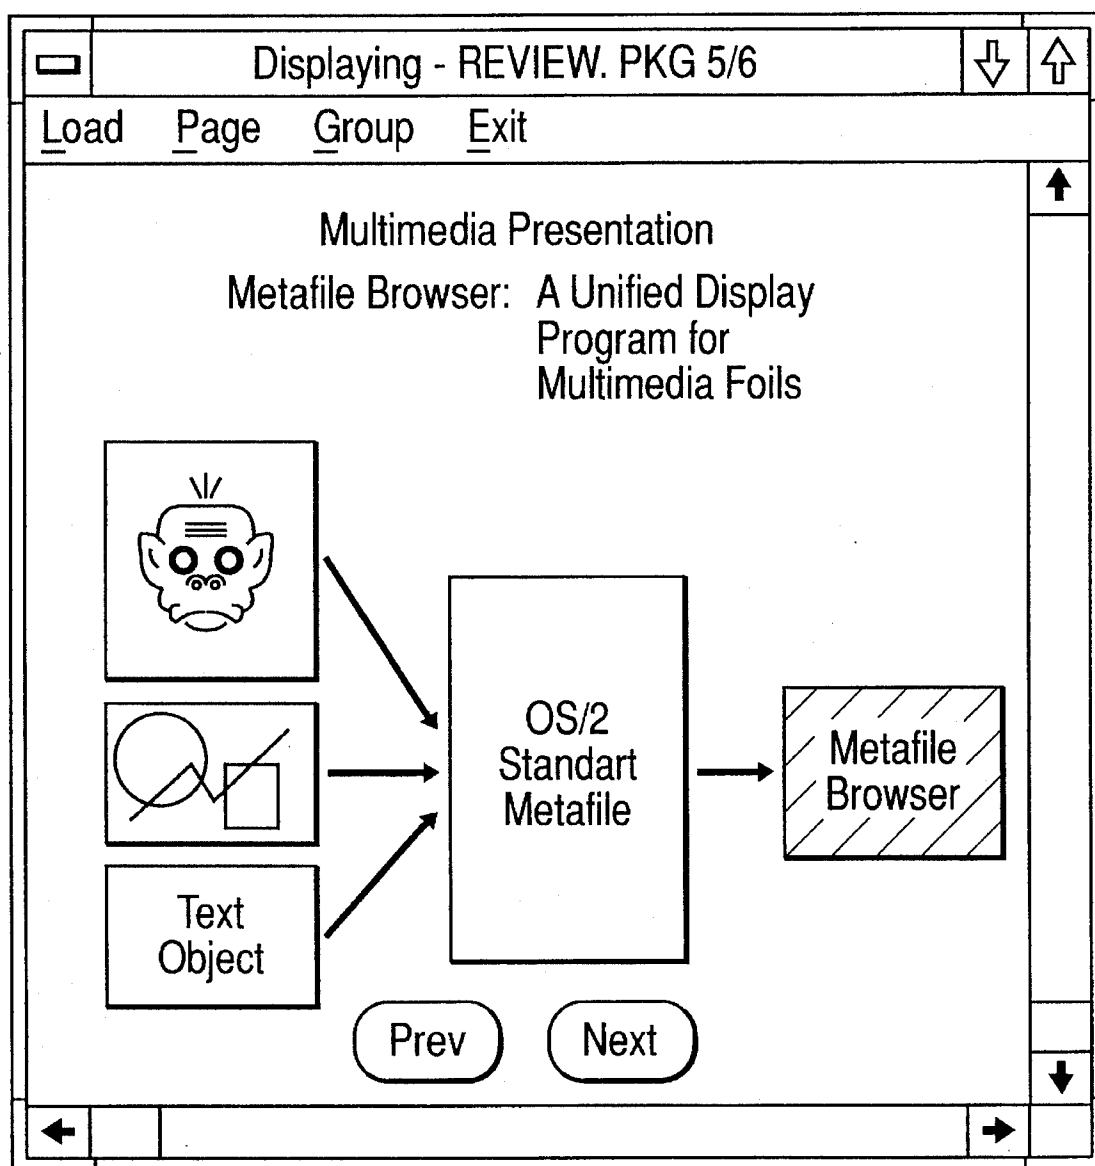 Displaying - REVIEW. PKG 5/6
Load Page Group Exit
Multimedia Presentation
Metafile Browser: A Unified Display
Program for
Multimedia Foils
OS/2
Standart
Metafile
Metafile
Browser
Text
Object
Prev Next